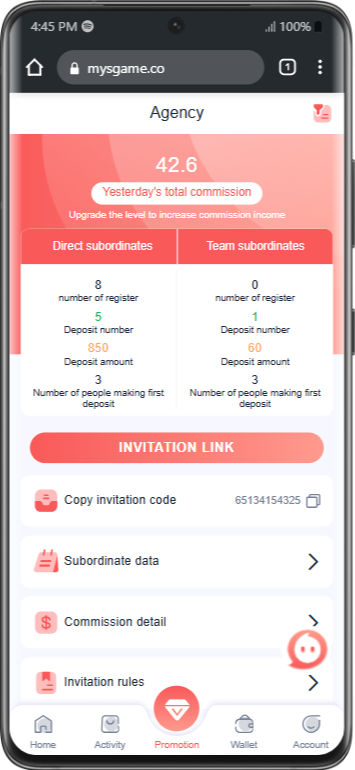 4:45 PM 100%
mysgame.co 1
Agency
42.6
Yesterday's total commission
Upgrade the level to increase commission income
Direct subordinates Team subordinates
8 0
number of register number of register
5 1
Deposit number Deposit number
850 60
Deposit amount Deposit amount
3 3
Number of people making first Number of people making first
deposit deposit
INVITATION LINK
Copy invitation code 65134154325
Subordinate data
$ Commission detail
Invitation rules
Home Activity Promotion Wallet Account